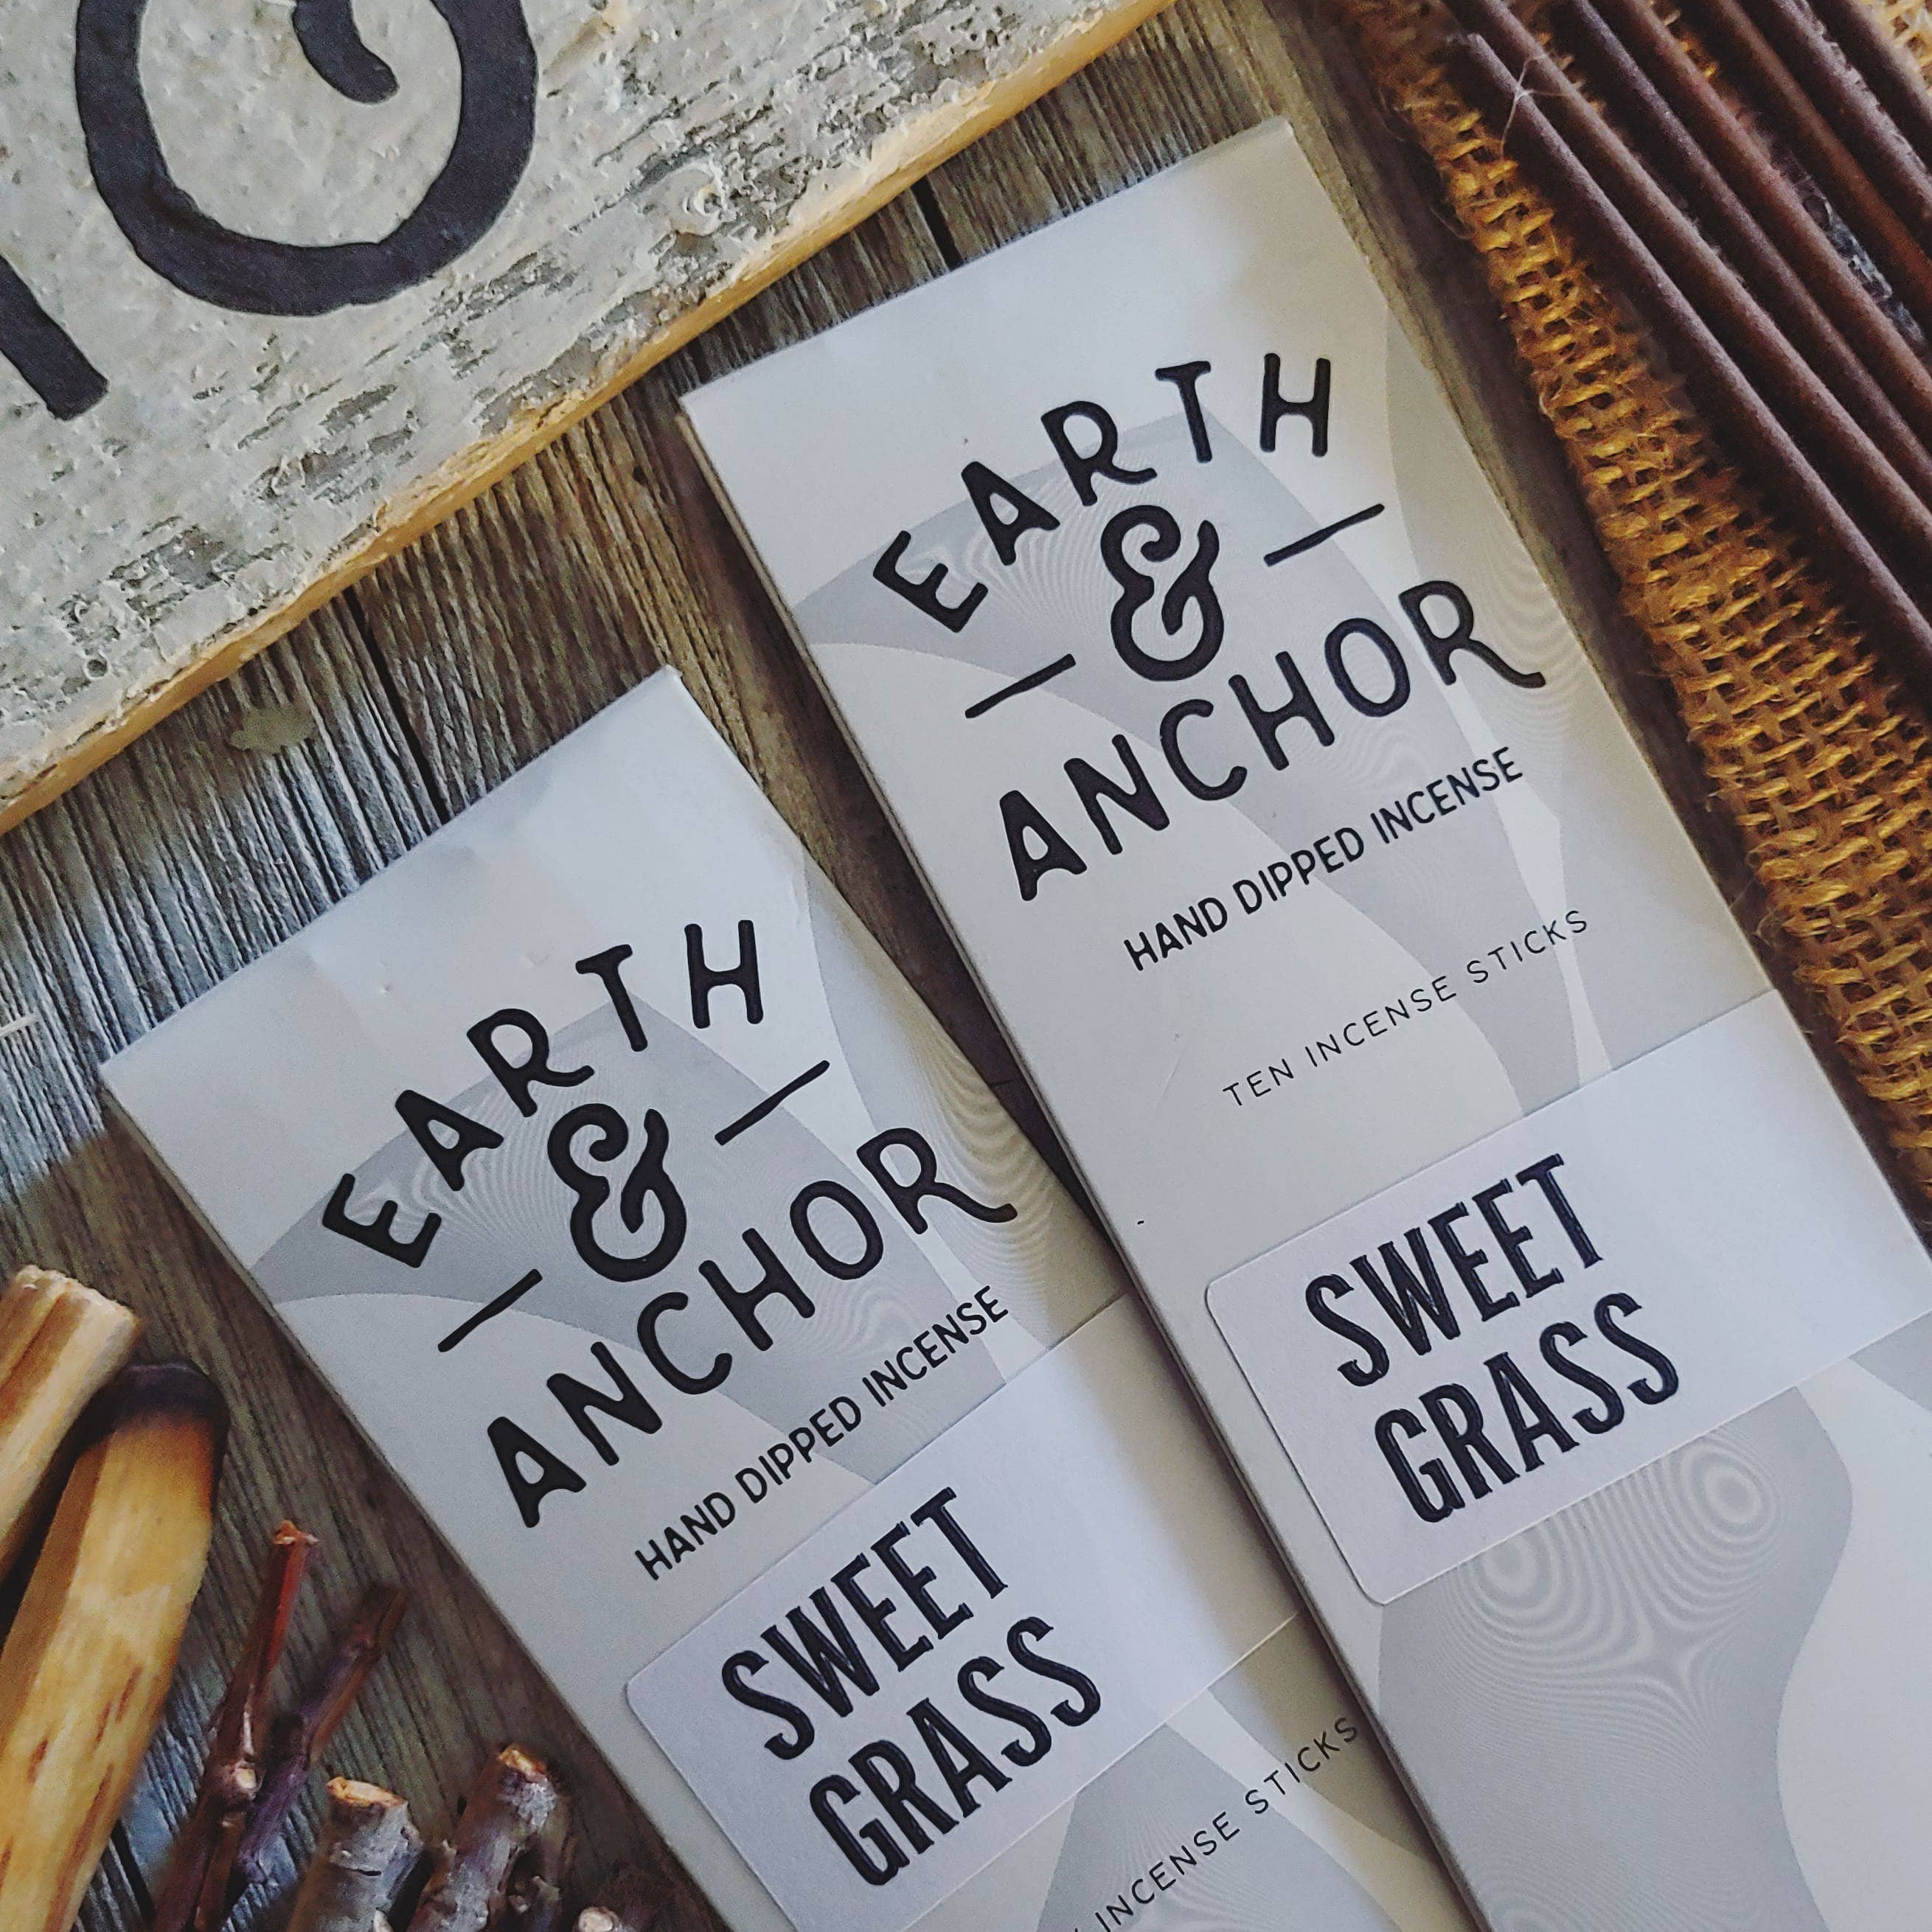 EARTH
&
ANCHOR
HAND DIPPED INCENSE
SWEET
GRASS
INCENSE STICKS
EARTH
&
ANCHOR
HAND DIPPED INCENSE
TEN INCENSE STICKS
SWEET
GRASS